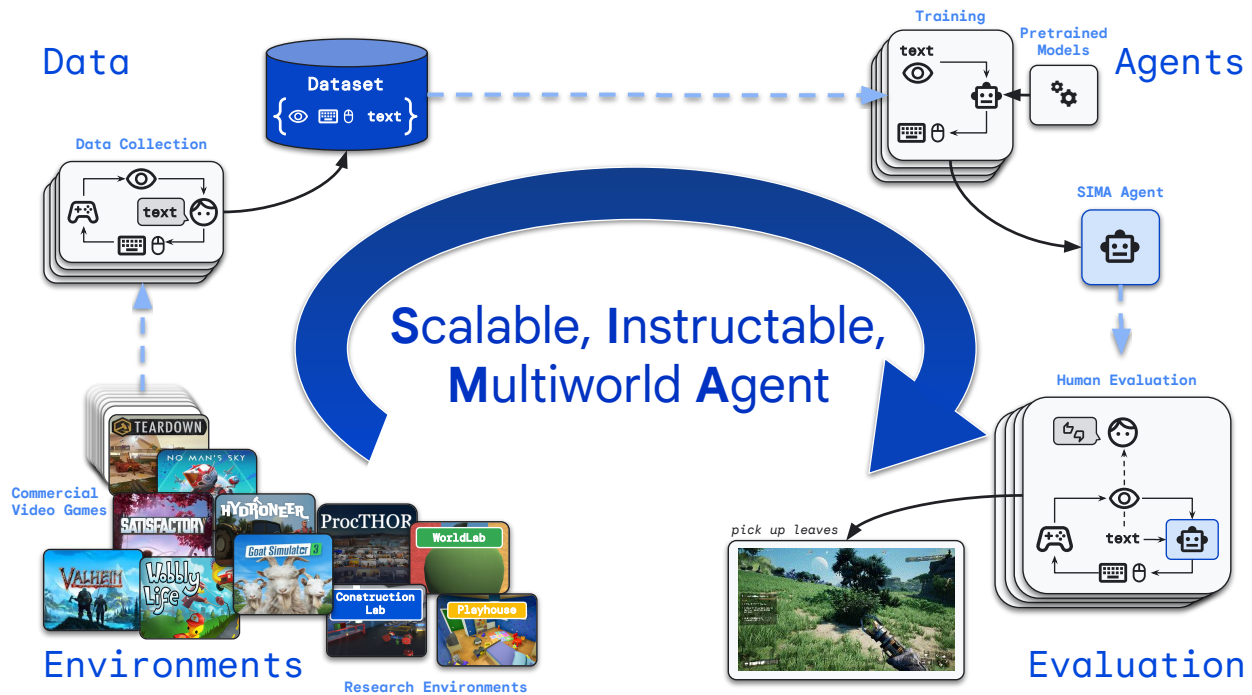 Data
Dataset
{ text }
Data Collection
text
Training
text
Pretrained
Models
Agents
SIMA Agent
Scalable, Instructable,
Multiworld Agent
Human Evaluation
text
Commercial
Video Games
TEARDOWN
NO MAN'S SKY
SATISFACTORY
HYDRONEER
ProcTHOR
WorldLab
Goat Simulator 3
VALHEIM
Wobbly
Life
Construction
Lab
Playhouse
pick up leaves
Environments
Research Environments
Evaluation